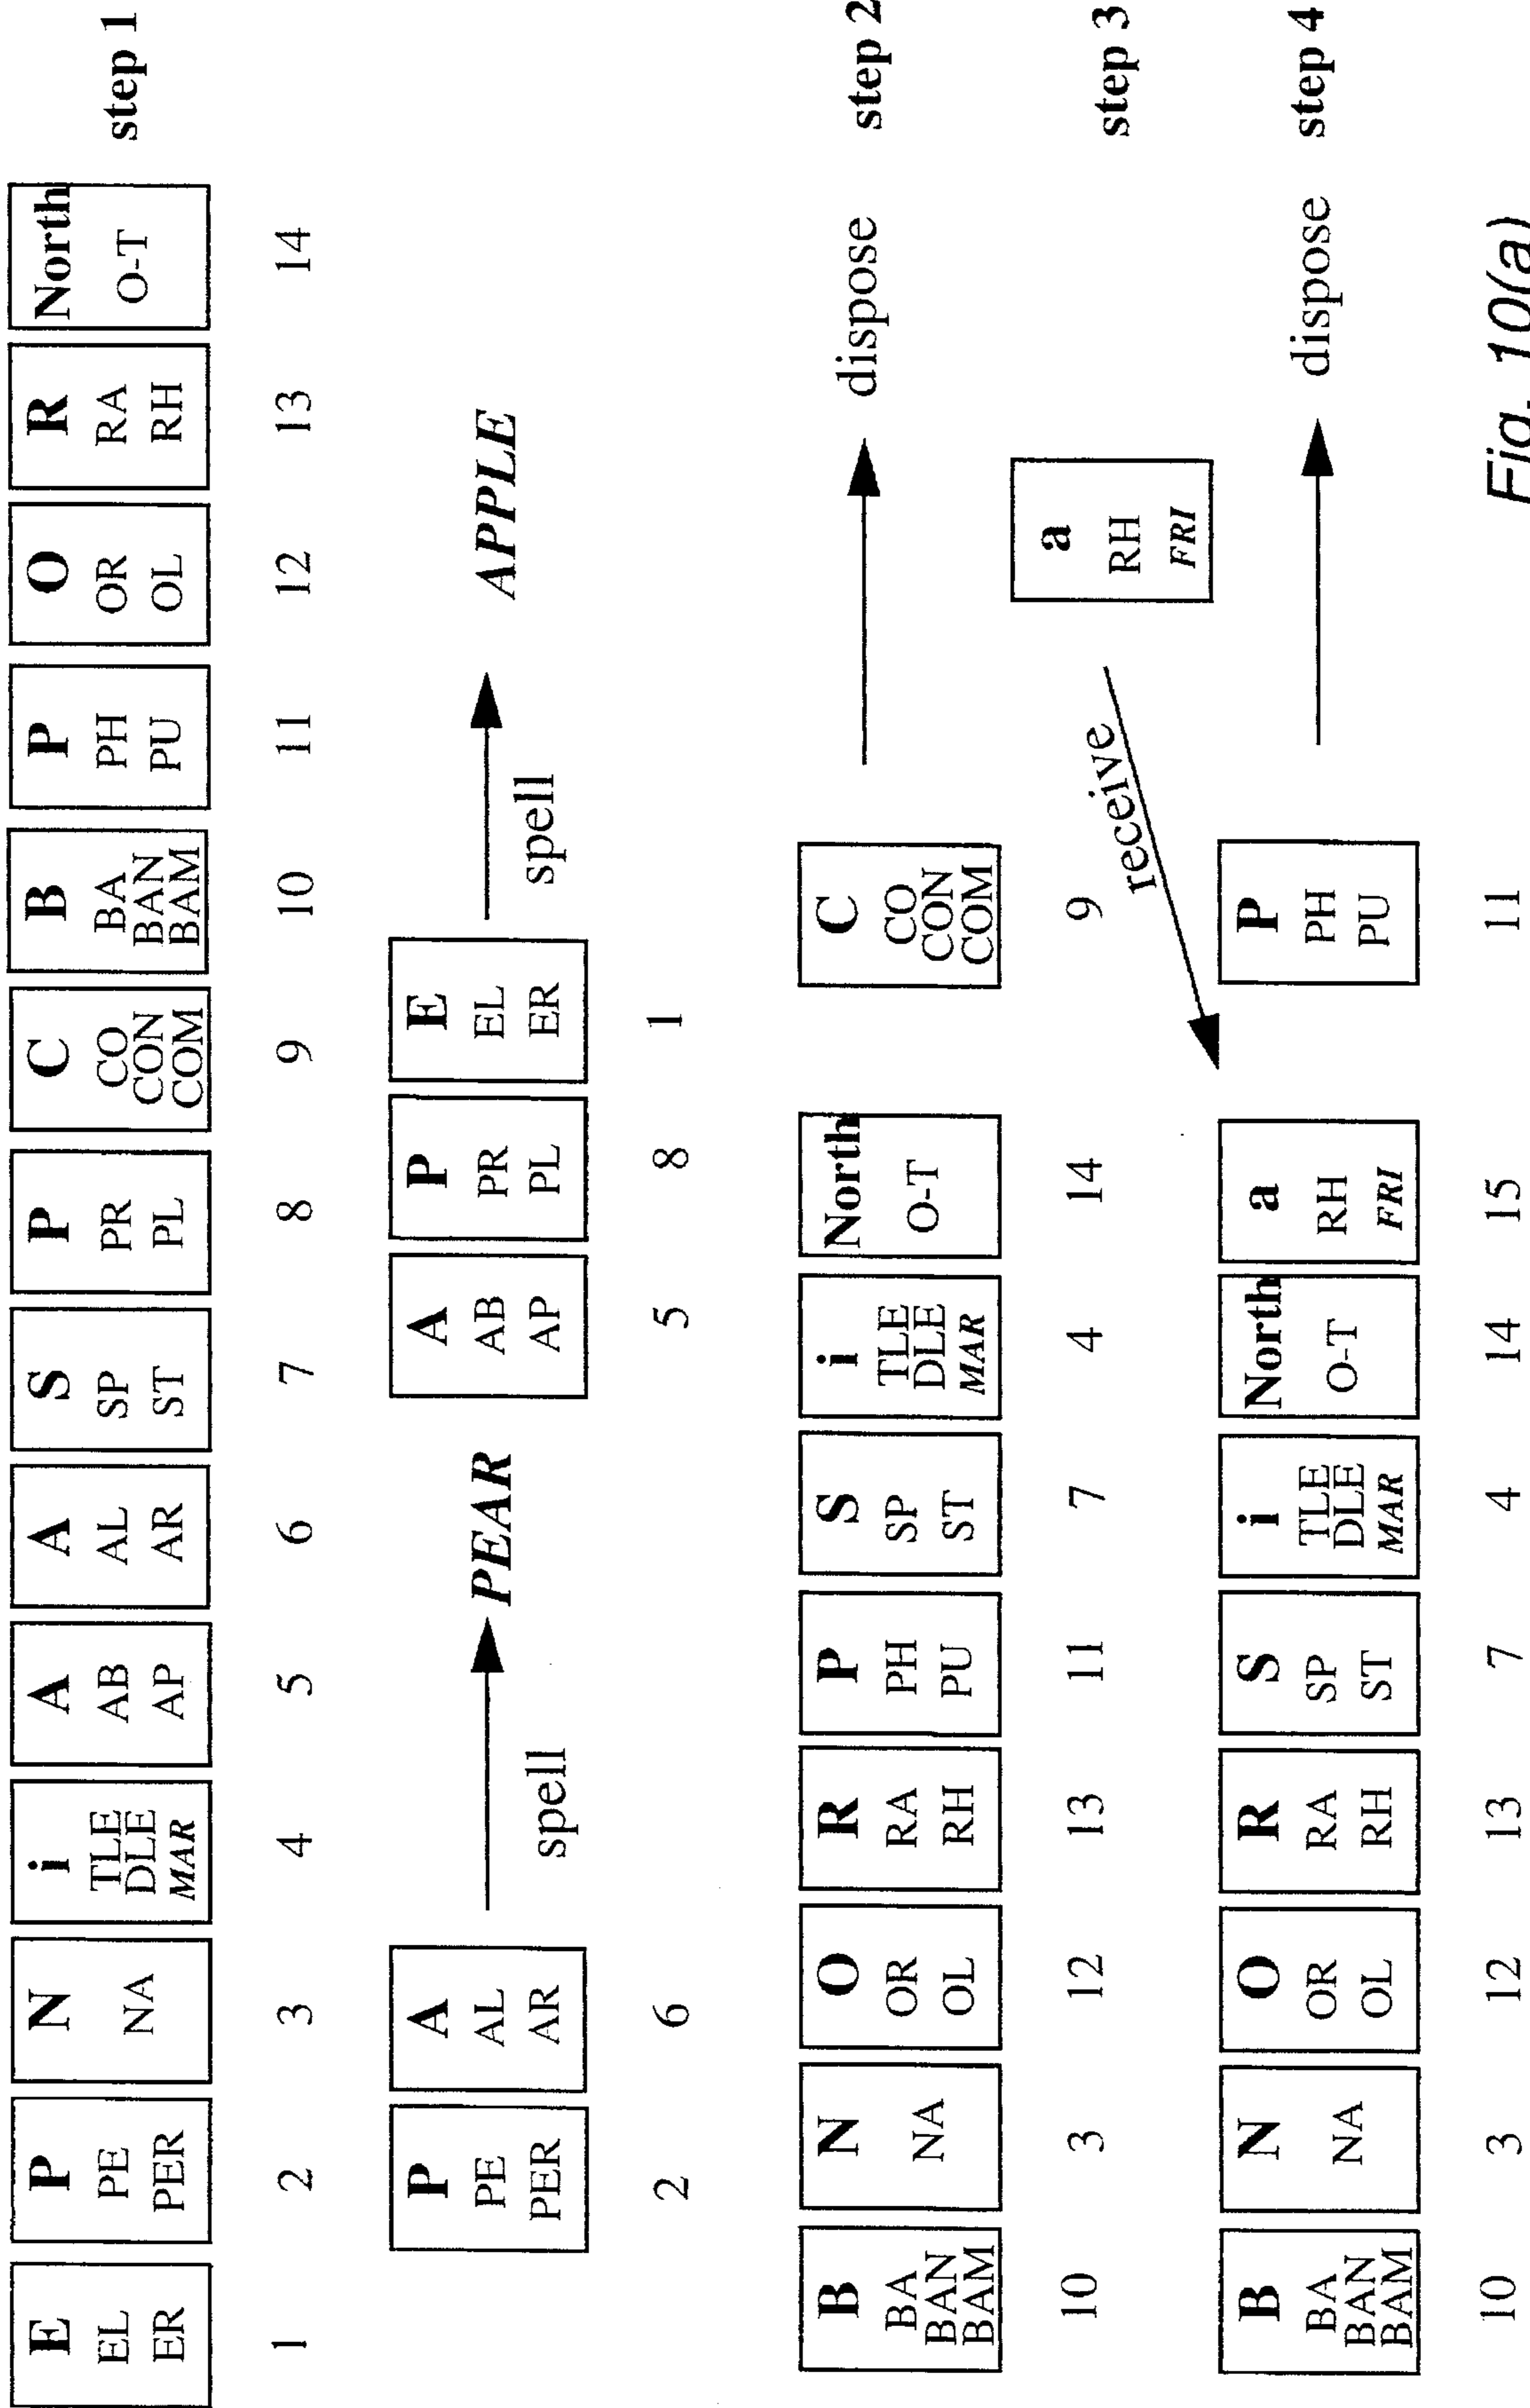 E P N i A A S P C B P O R North step 1
EL PE NA TLE AB AL SP PR CO BA PH OR RA O-T
ER PER DLE AP AR ST PL CON BAN PU OL RH
MAR COM BAM
1 2 3 4 5 6 7 8 9 10 11 12 13 14
P A PEAR A P E APPLE
PE AL AB PR EL
PER AR AP PL ER
spell spell
2 6 5 8 1
B N O R P S i North C dispose step 2
BA NA OR RA PH SP TLE O-T CO
BAN OL RH PU ST DLE CON
BAM MAR COM
10 3 12 13 11 7 4 14 9
receive
a step 3
RH
FRI
B N O R S i North a P dispose step 4
BA NA OR RA SP TLE O-T RH PH
BAN OL RH ST DLE FRI PU
BAM MAR
10 3 12 13 7 4 14 15 11
Fig. 10(a)